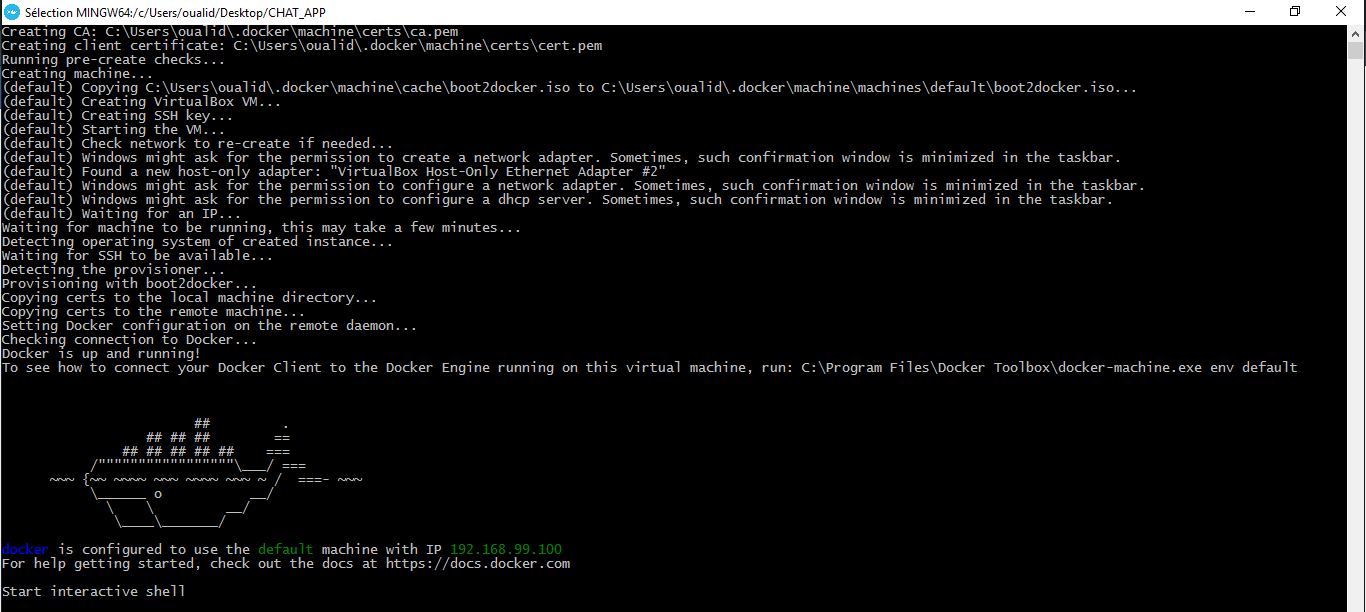 Sélection MINGW64:/c/Users/oualid/Desktop/CHAT_APP
Creating CA: C:\Users\oualid\.docker\machine\certs\ca.pem
Creating client certificate: C:\Users\oualid\.docker\machine\certs\cert.pem
Running pre-create checks...
Creating machine...
(default) Copying C:\Users\oualid\.docker\machine\cache\boot2docker.iso to C:\Users\oualid\.docker\machine\machines\default\boot2docker.iso...
(default) Creating VirtualBox VM...
(default) Creating SSH key...
(default) Starting the VM...
(default) Check network to re-create if needed...
(default) Windows might ask for the permission to create a network adapter. Sometimes, such confirmation window is minimized in the taskbar.
(default) Found a new host-only adapter: "VirtualBox Host-Only Ethernet Adapter #2"
(default) Windows might ask for the permission to configure a network adapter. Sometimes, such confirmation window is minimized in the taskbar.
(default) Windows might ask for the permission to configure a dhcp server. Sometimes, such confirmation window is minimized in the taskbar.
(default) Waiting for an IP...
Waiting for machine to be running, this may take a few minutes...
Detecting operating system of created instance...
Waiting for SSH to be available...
Detecting the provisioner...
Provisioning with boot2docker...
Copying certs to the local machine directory...
Copying certs to the remote machine...
Setting Docker configuration on the remote daemon...
Checking connection to Docker...
Docker is up and running!
To see how to connect your Docker Client to the Docker Engine running on this virtual machine, run: C:\Program Files\Docker Toolbox\docker-machine.exe env default
                        ##         .
                  ## ## ##        ==
               ## ## ## ## ##    ===
           /"""""""""""""""""\___/ ===
      ~~~ {~~ ~~~~ ~~~ ~~~~ ~~~ ~ /  ===- ~~~
           \______ o           __/
             \    \         __/
              \____\_______/
docker is configured to use the default machine with IP 192.168.99.100
For help getting started, check out the docs at https://docs.docker.com
Start interactive shell